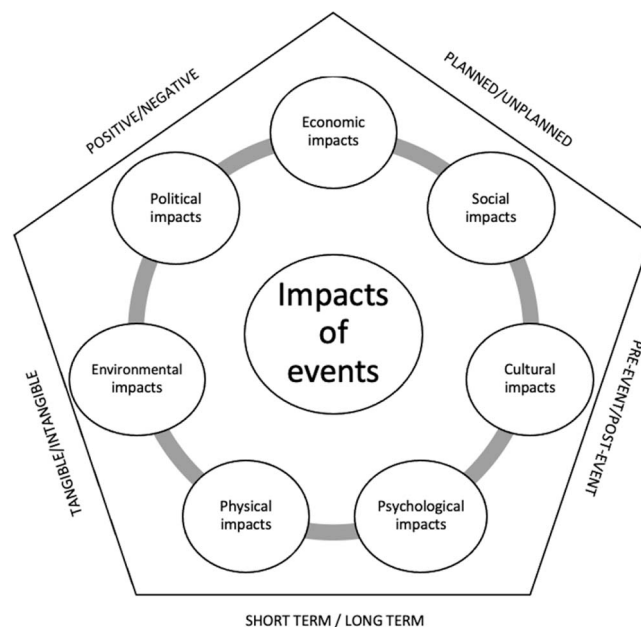 POSITIVE/NEGATIVE
PLANNED/UNPLANNED
Economic
impacts
Political
impacts
Social
impacts
Impacts
of
events
Environmental
impacts
Cultural
impacts
TANGIBLE/INTANGIBLE
PRE-EVENT/POST-EVENT
Physical
impacts
Psychological
impacts
SHORT TERM / LONG TERM